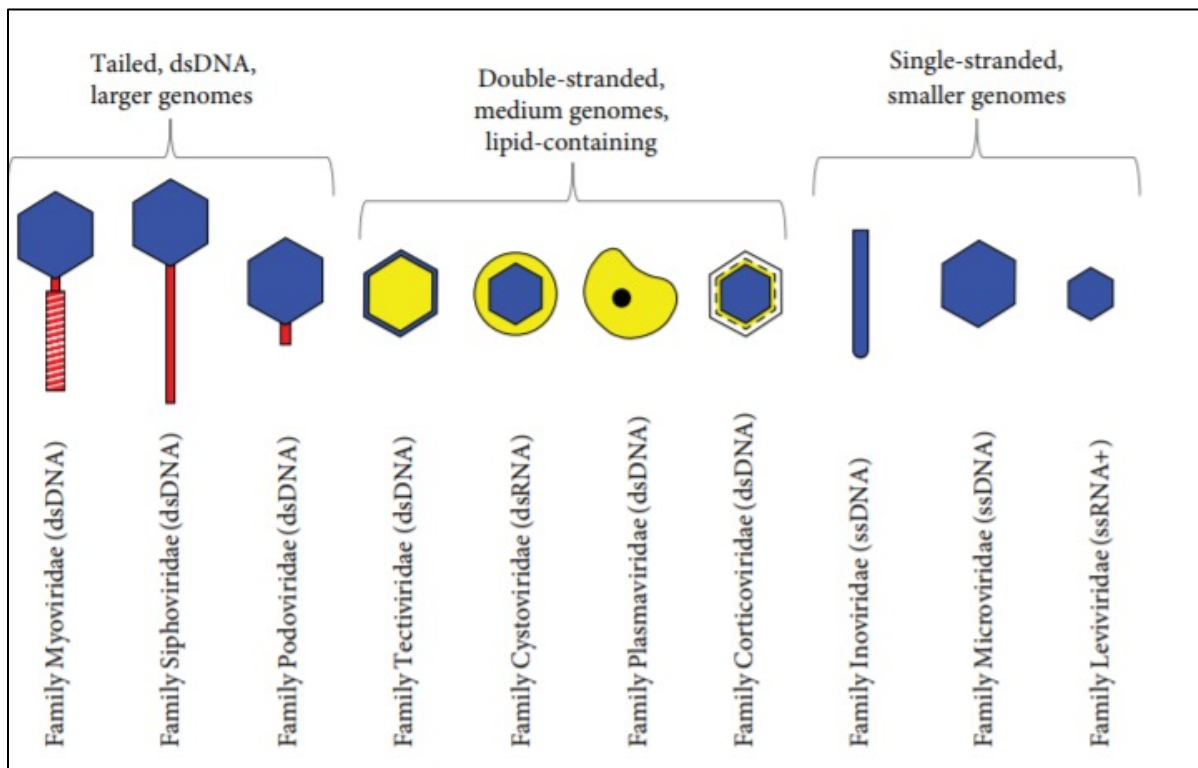 Tailed, dsDNA,
larger genomes
Double-stranded,
medium genomes,
lipid-containing
Single-stranded,
smaller genomes
Family Myoviridae (dsDNA)
Family Siphoviridae (dsDNA)
Family Podoviridae (dsDNA)
Family Tectiviridae (dsDNA)
Family Cystoviridae (dsRNA)
Family Plasmaviridae (dsDNA)
Family Corticoviridae (dsDNA)
Family Inoviridae (ssDNA)
Family Microviridae (ssDNA)
Family Leviviridae (ssRNA+)